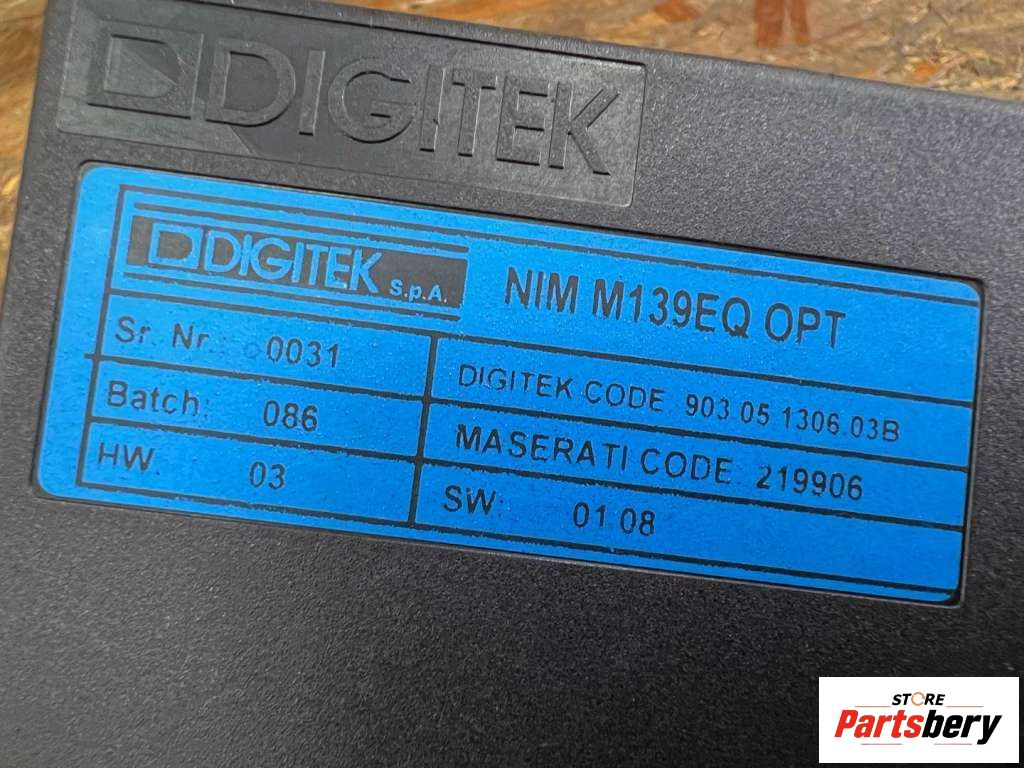 DIGITEK
DIGITEK S.p.A.
NIM M139EQ OPT
Sr. Nr. 00031
DIGITEK CODE 903.05.1306.03B
Batch: 086
MASERATI CODE 219906
HW. 03
SW: 01.08
STORE
Partsbery